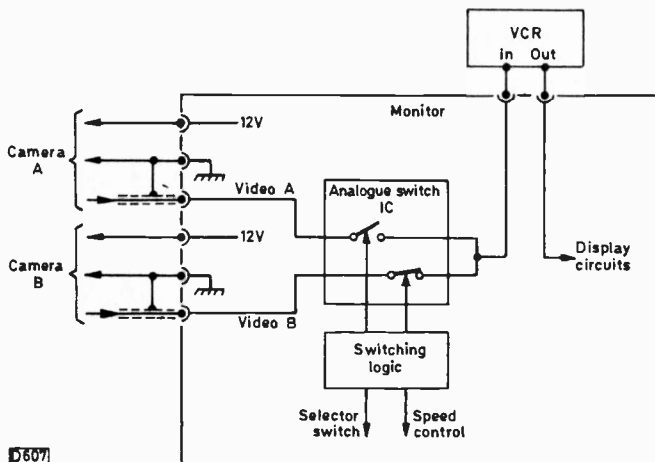 VCR
In Out
Monitor
Camera
A
12V
Video A
Analogue switch
IC
Camera
B
12V
Video B
Display
circuits
Switching
logic
Selector
switch
Speed
control
D607